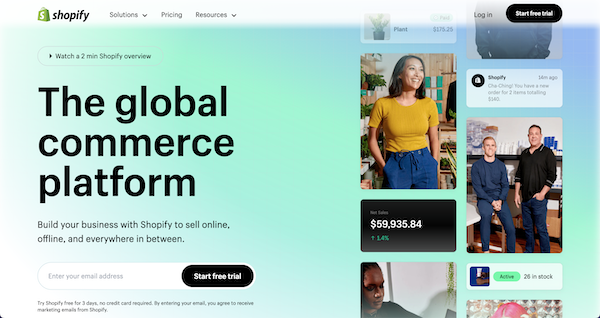 shopify
Solutions
Pricing
Resources
Log in
Start free trial
Watch a 2 min Shopify overview
The global
commerce
platform
Build your business with Shopify to sell online,
offline, and everywhere in between.
Enter your email address
Start free trial
Try Shopify free for 3 days, no credit card required. By entering your email, you agree to receive
marketing emails from Shopify.
Plant
$175.25
Net Sales
$59,935.84
↑ 1.4%
Shopify
14m ago
Cha-Ching! You have a new
order for 2 items totalling
$140.
Active
26 in stock